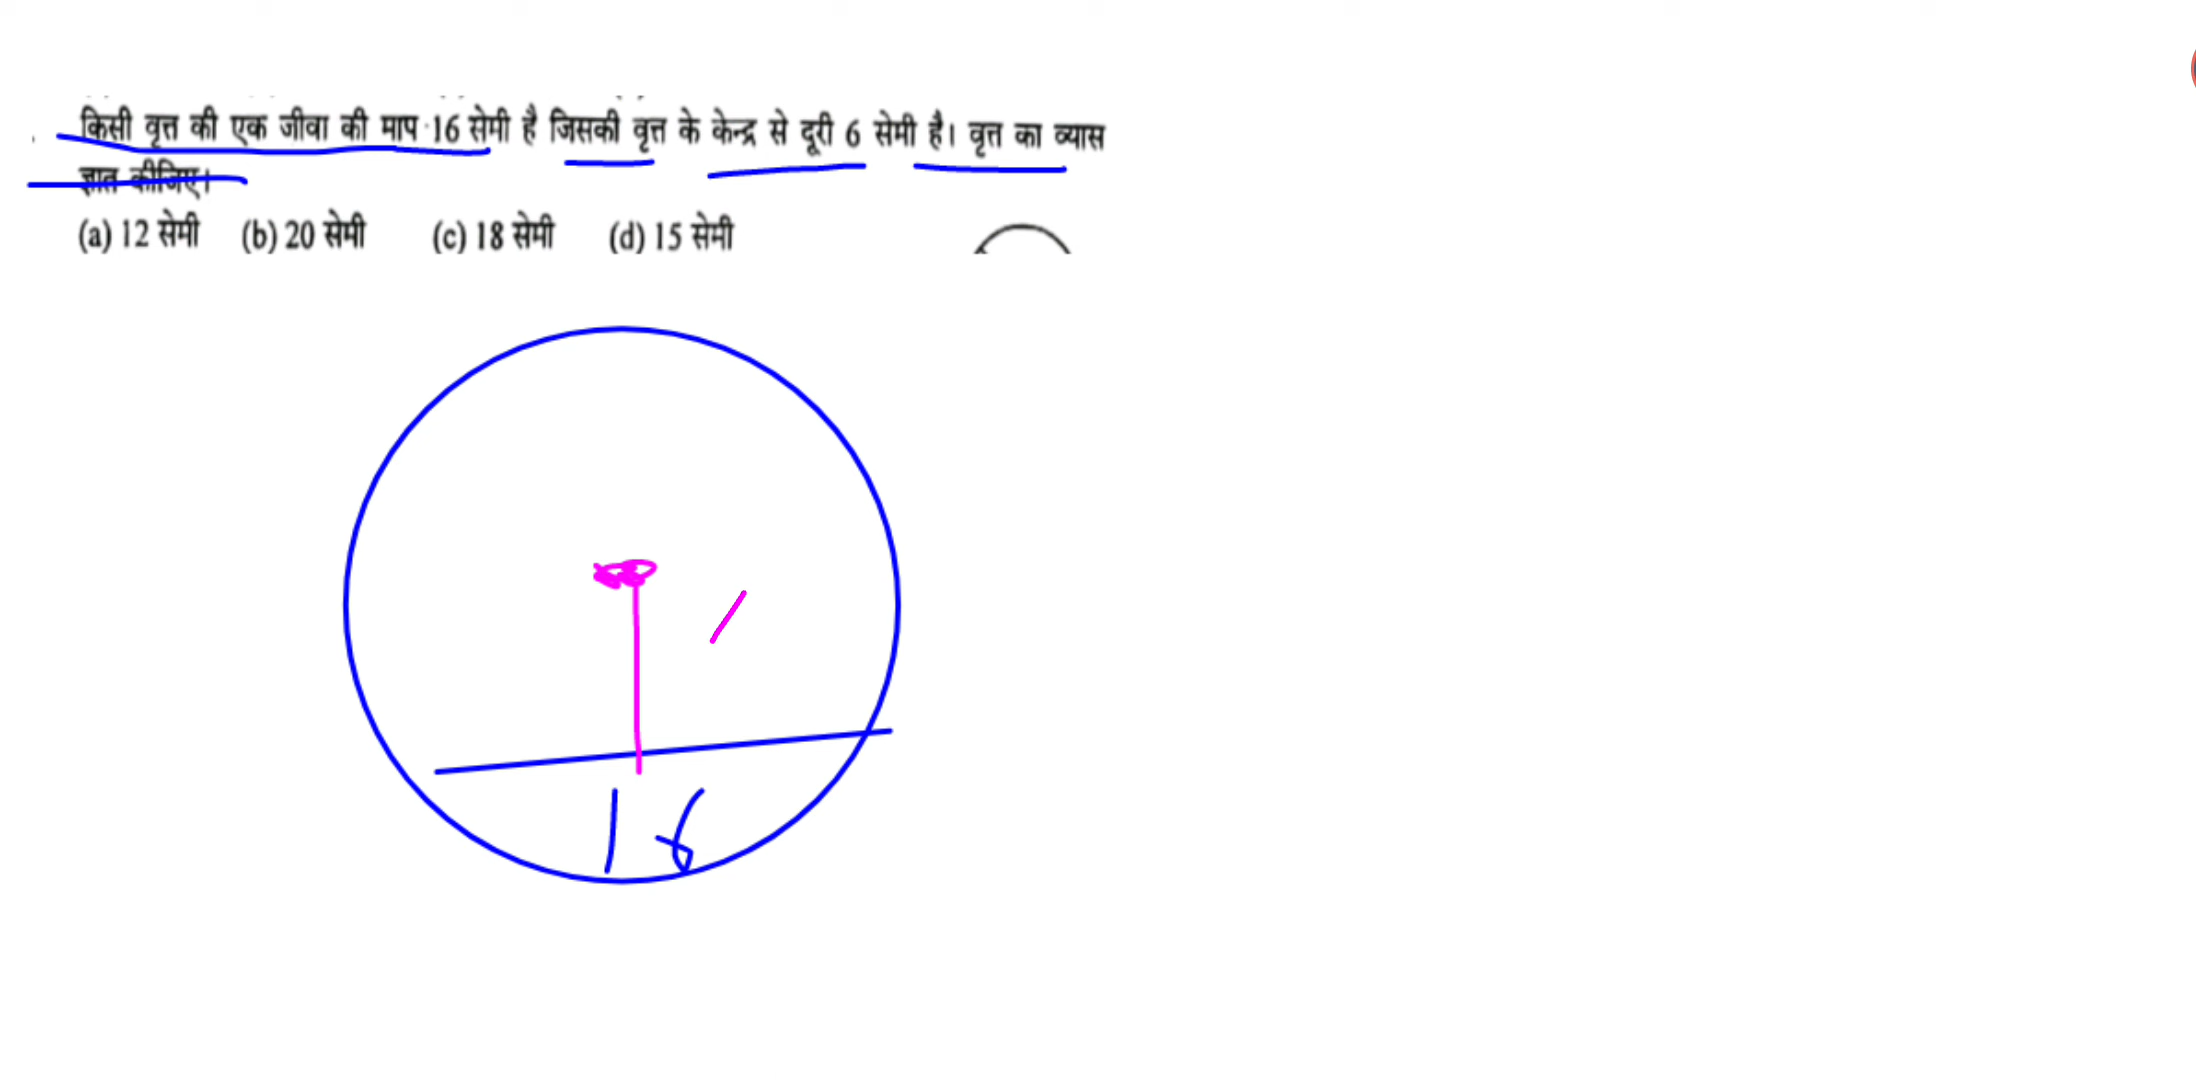 किसी वृत्त की एक जीवा की माप 16 सेमी है जिसकी वृत्त के केन्द्र से दूरी 6 सेमी है। वृत्त का व्यास
ज्ञात कीजिए।
(a) 12 सेमी (b) 20 सेमी (c) 18 सेमी (d) 15 सेमी
16